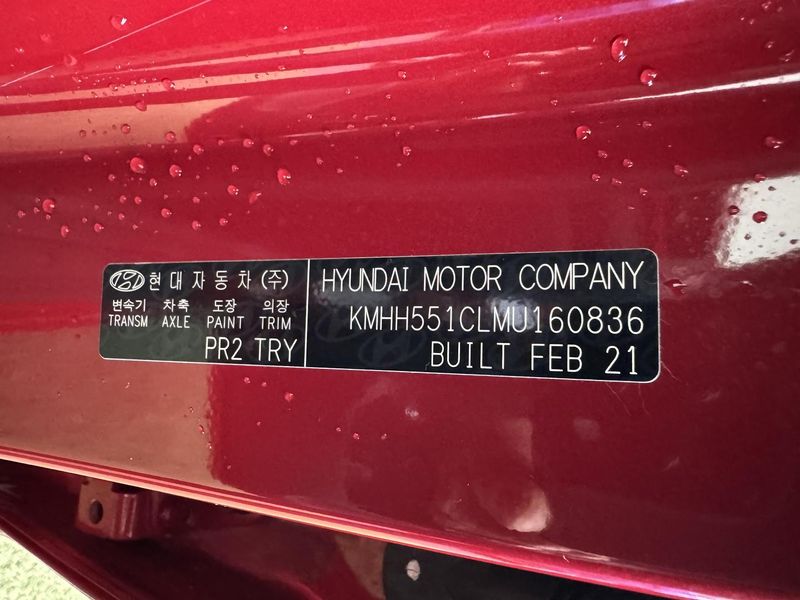 현대자동차(주)
변속기 차축 도장 의장
TRANSM AXLE PAINT TRIM
PR2 TRY
HYUNDAI MOTOR COMPANY
KMHH551CLMU160836
BUILT FEB 21